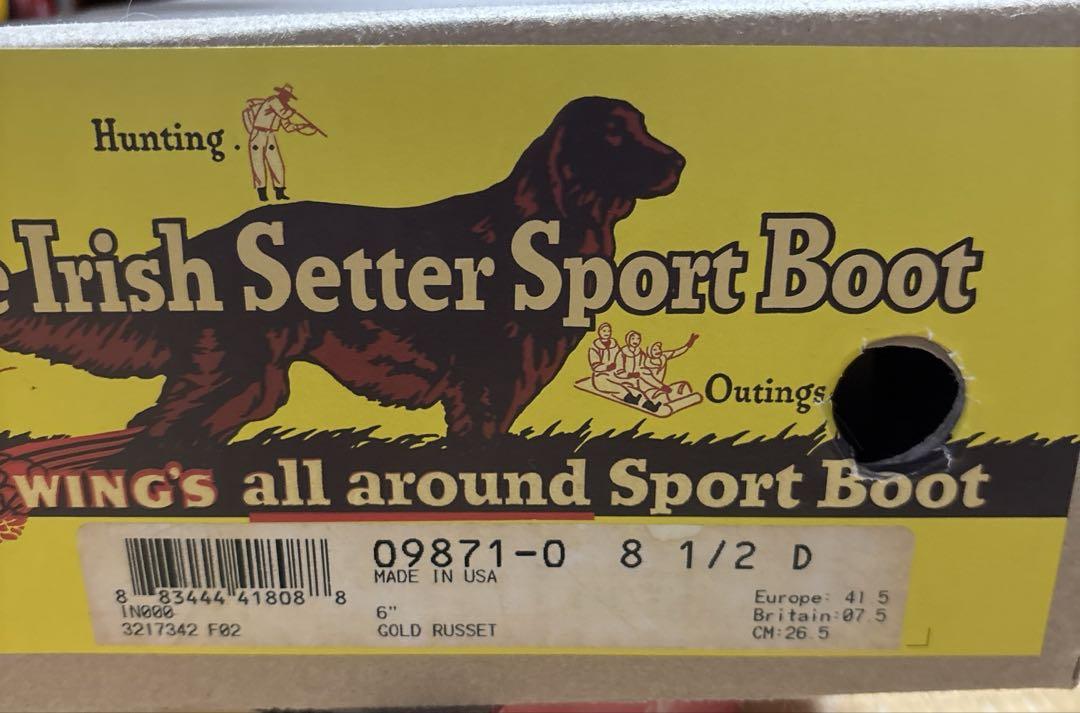 Hunting.
e Irish Setter Sport Boot
Outings
WING'S all around Sport Boot
09871-0 8 1/2 D
MADE IN USA
8 83444 41808 8
IN000
3217342 F02
6"
GOLD RUSSET
Europe: 41 5
Britain:07 5
CM:26 5